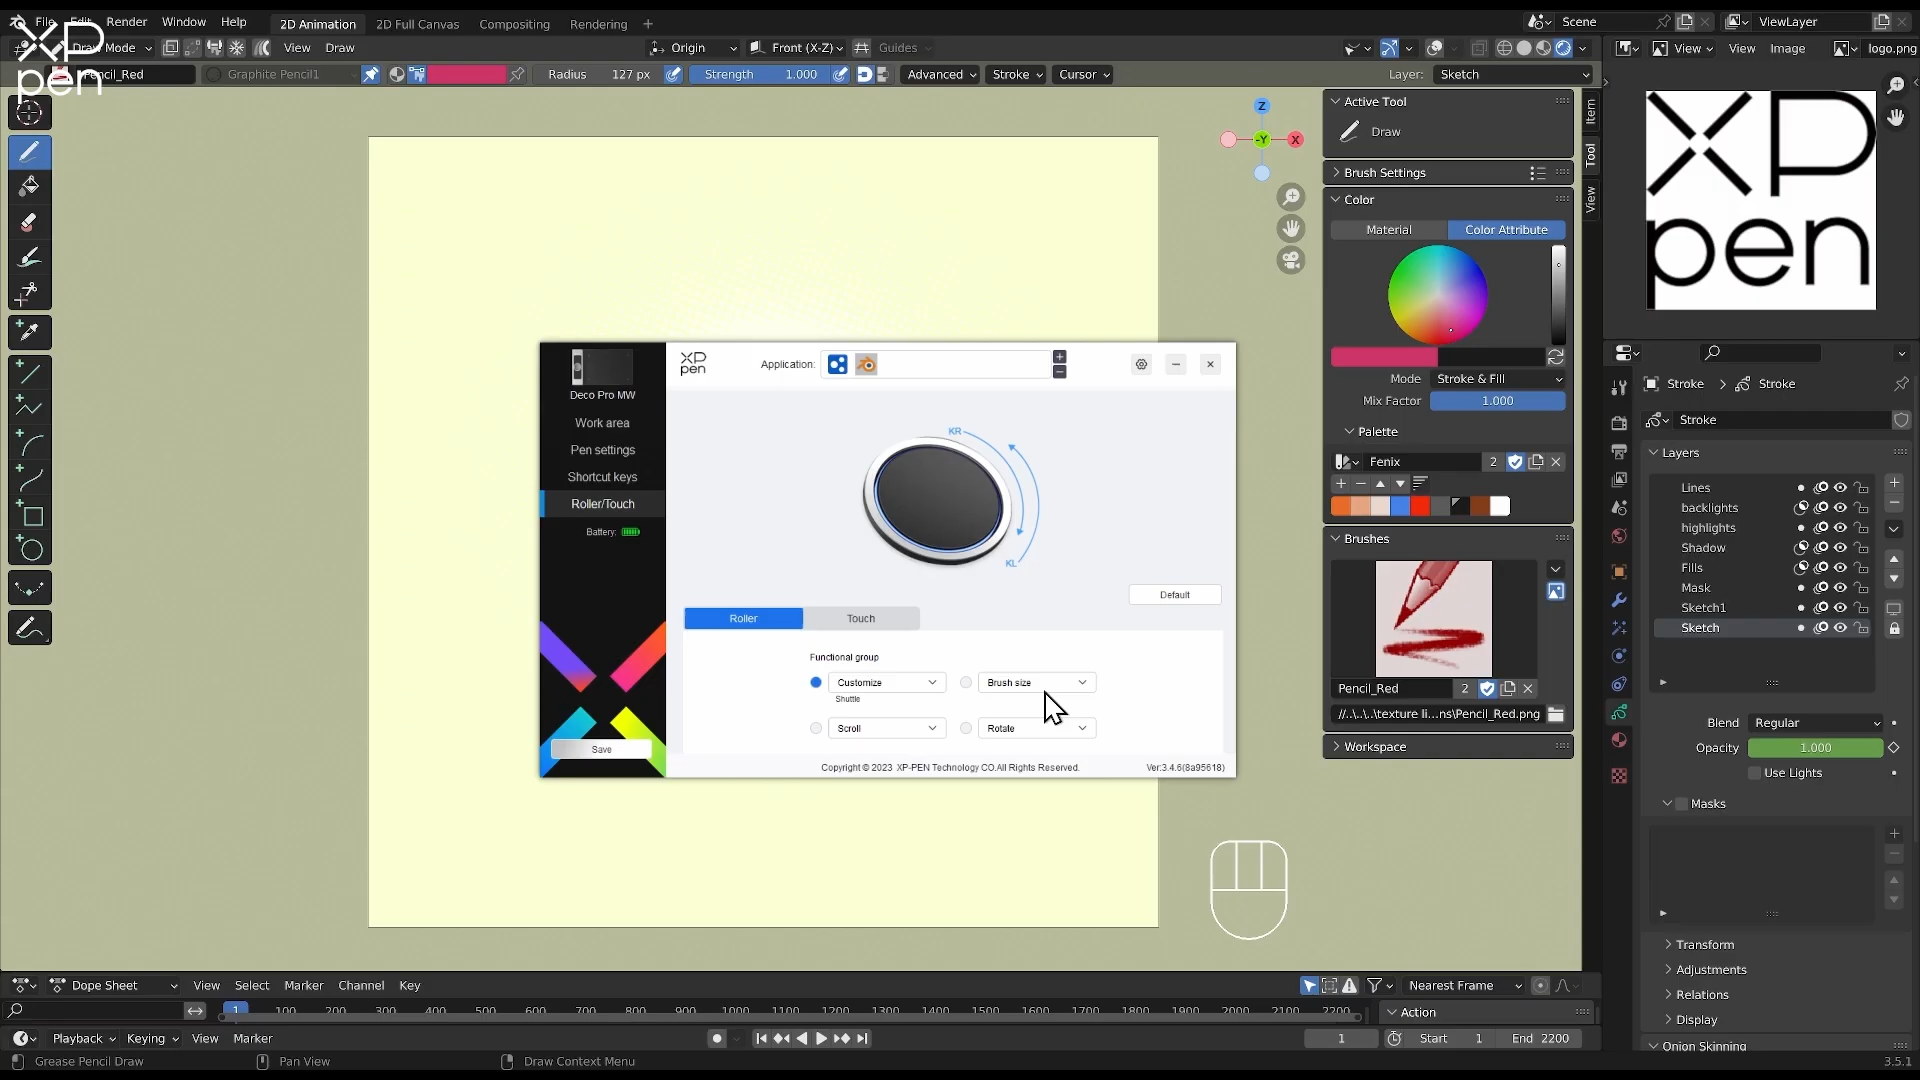 File Edit Render Window Help 2D Animation 2D Full Canvas Compositing Rendering + Scene ViewLayer
XP
pen
Draw Mode View Draw Origin Front (X-Z) Guides View View Image logo.png
Pencil_Red Graphite Pencil1 Radius 127 px Strength 1.000 Advanced Stroke Cursor Layer: Sketch
Z
-Y X
Active Tool
Draw
Brush Settings
Color
Material Color Attribute
Mode Stroke & Fill
Mix Factor 1.000
Palette
Fenix 2
Brushes
Pencil_Red 2
//..\..\..\texture li...ns\Pencil_Red.png
Workspace
Item
Tool
View
XP
pen
Stroke > Stroke
Stroke
Layers
Lines
backlights
highlights
Shadow
Fills
Mask
Sketch1
Sketch
Blend Regular
Opacity 1.000
Use Lights
Masks
Transform
Adjustments
Relations
Display
Onion Skinning
XP
pen
Application:
Deco Pro MW
Work area
Pen settings
Shortcut keys
Roller/Touch
Battery:
Save
KR
KL
Default
Roller Touch
Functional group
Customize Brush size
Shuttle
Scroll Rotate
Copyright © 2023 XP-PEN Technology CO.All Rights Reserved. Ver:3.4.6(8a95618)
Dope Sheet View Select Marker Channel Key Nearest Frame
1 100 200 300 400 500 600 700 800 900 1000 1100 1200 1300 1400 1500 1600 1700 1800 1900 2000 2100 2200 Action
Playback Keying View Marker 1 Start 1 End 2200
Grease Pencil Draw Pan View Draw Context Menu 3.5.1